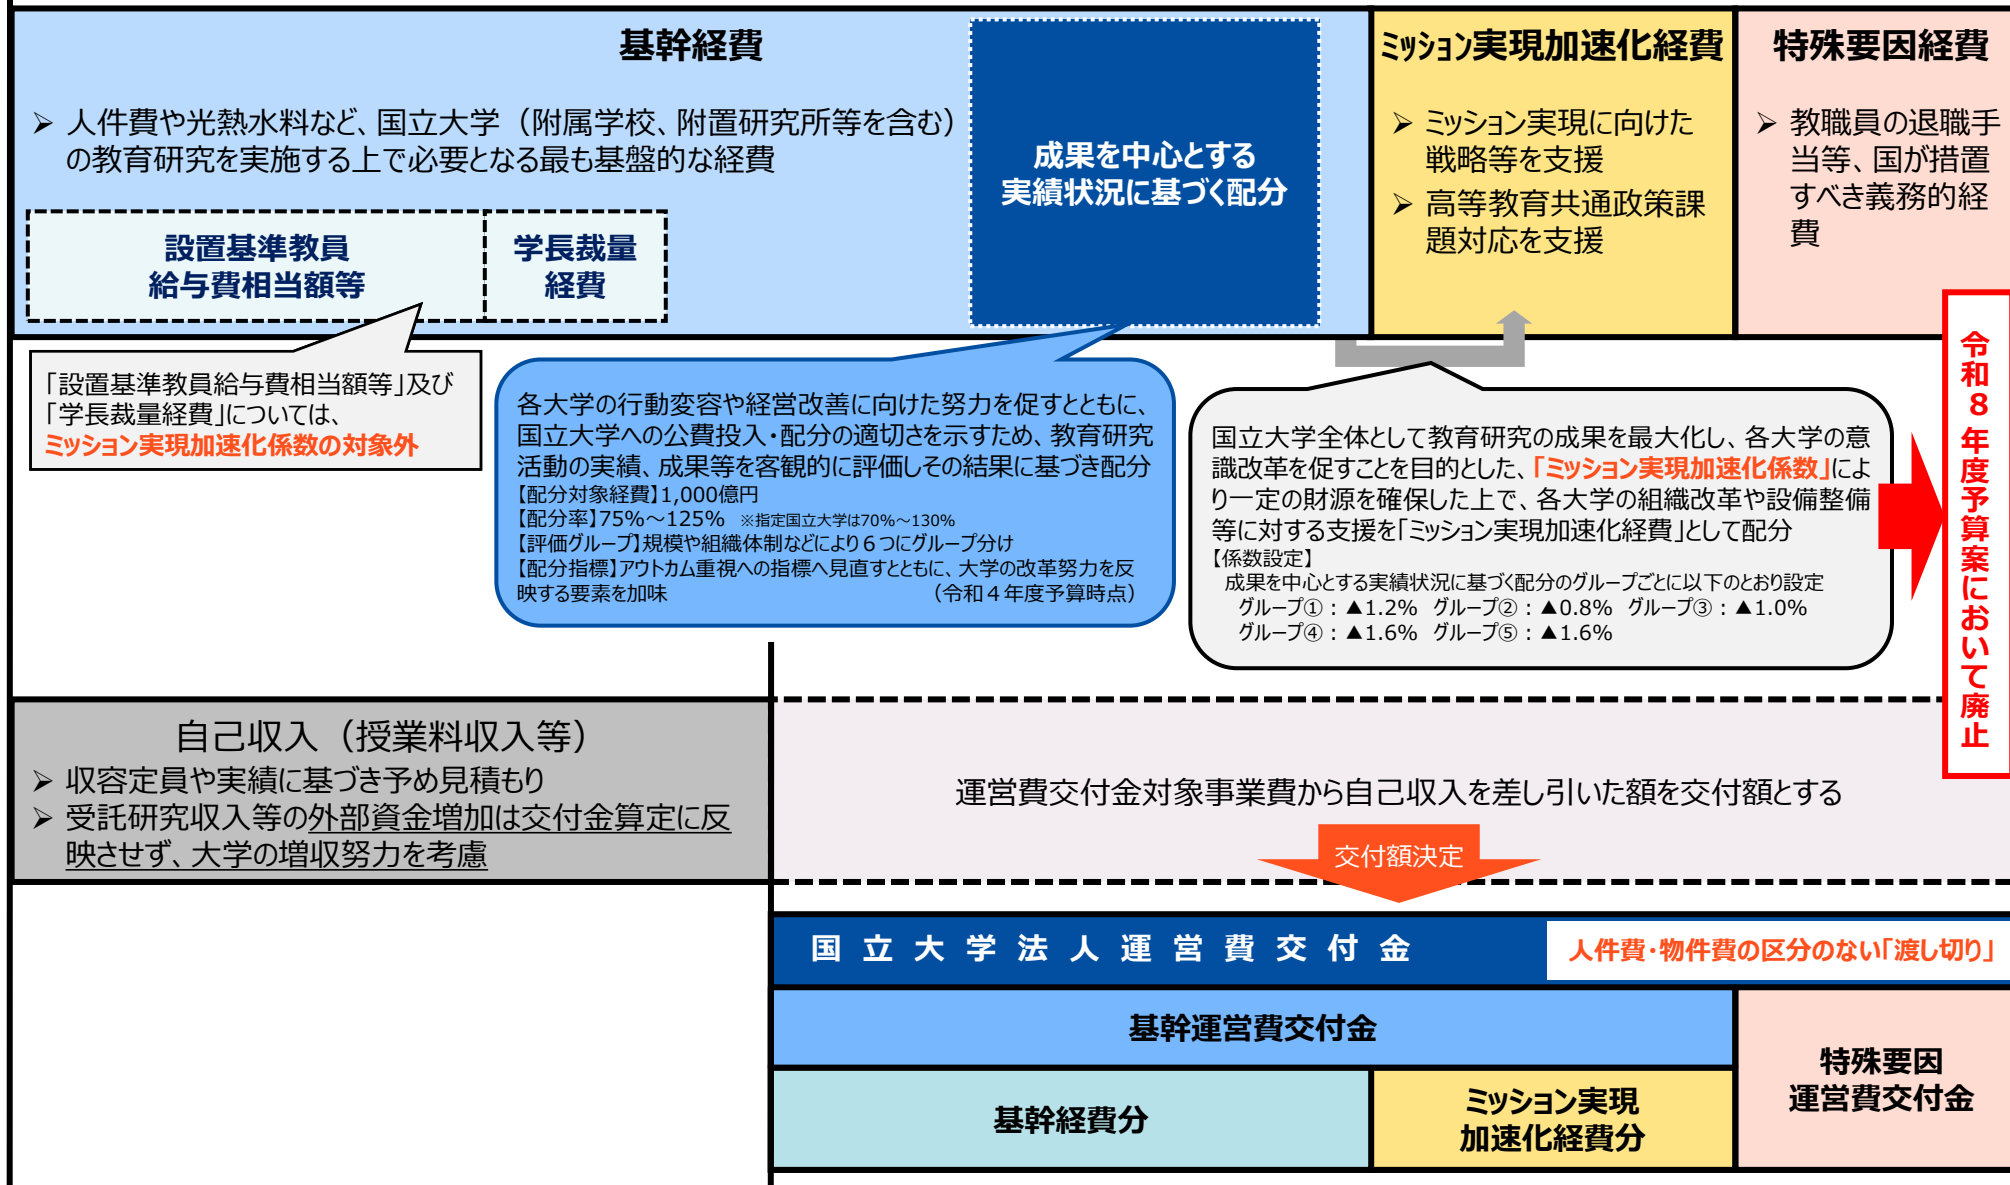 基幹経費
➢ 人件費や光熱水料など、国立大学（附属学校、附置研究所等を含む）
の教育研究を実施する上で必要となる最も基盤的な経費
設置基準教員
給与費相当額等
学長裁量
経費
成果を中心とする
実績状況に基づく配分
ミッション実現加速化経費
➢ ミッション実現に向けた
戦略等を支援
➢ 高等教育共通政策課
題対応を支援
特殊要因経費
➢ 教職員の退職手
当等、国が措置
すべき義務的経
費
「設置基準教員給与費相当額等」及び
「学長裁量経費」については、
ミッション実現加速化係数の対象外
各大学の行動変容や経営改善に向けた努力を促すとともに、
国立大学への公費投入・配分の適切さを示すため、教育研究
活動の実績、成果等を客観的に評価しその結果に基づき配分
【配分対象経費】1,000億円
【配分率】75%～125%　※指定国立大学は70%～130%
【評価グループ】規模や組織体制などにより６つにグループ分け
【配分指標】アウトカム重視への指標へ見直すとともに、大学の改革努力を反
映する要素を加味　（令和４年度予算時点）
国立大学全体として教育研究の成果を最大化し、各大学の意
識改革を促すことを目的とした、「ミッション実現加速化係数」によ
り一定の財源を確保した上で、各大学の組織改革や設備整備
等に対する支援を「ミッション実現加速化経費」として配分
【係数設定】
成果を中心とする実績状況に基づく配分のグループごとに以下のとおり設定
グループ①：▲1.2%　グループ②：▲0.8%　グループ③：▲1.0%
グループ④：▲1.6%　グループ⑤：▲1.6%
令和８年度予算案において廃止
自己収入（授業料収入等）
➢ 収容定員や実績に基づき予め見積もり
➢ 受託研究収入等の外部資金増加は交付金算定に反
映させず、大学の増収努力を考慮
運営費交付金対象事業費から自己収入を差し引いた額を交付額とする
交付額決定
国立大学法人運営費交付金
人件費・物件費の区分のない「渡し切り」
基幹運営費交付金
特殊要因
運営費交付金
基幹経費分
ミッション実現
加速化経費分